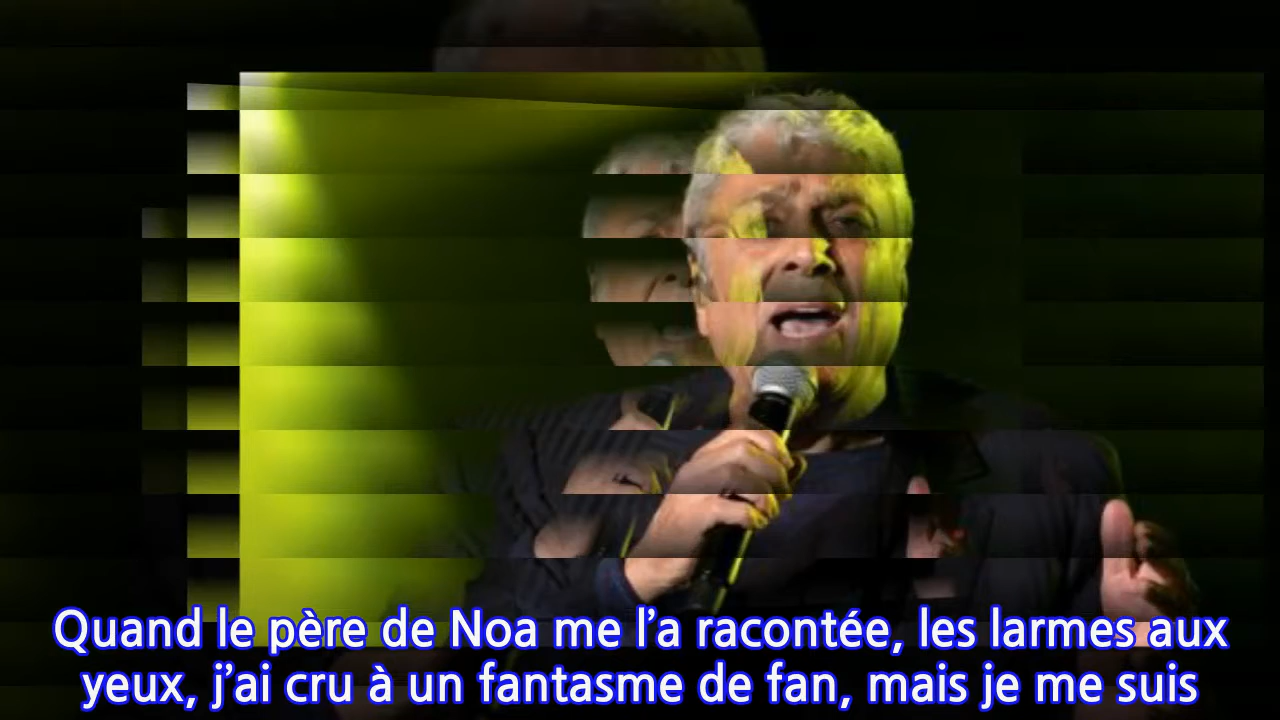 Quand le père de Noa me l’a racontée, les larmes aux
yeux, j’ai cru à un fantasme de fan, mais je me suis